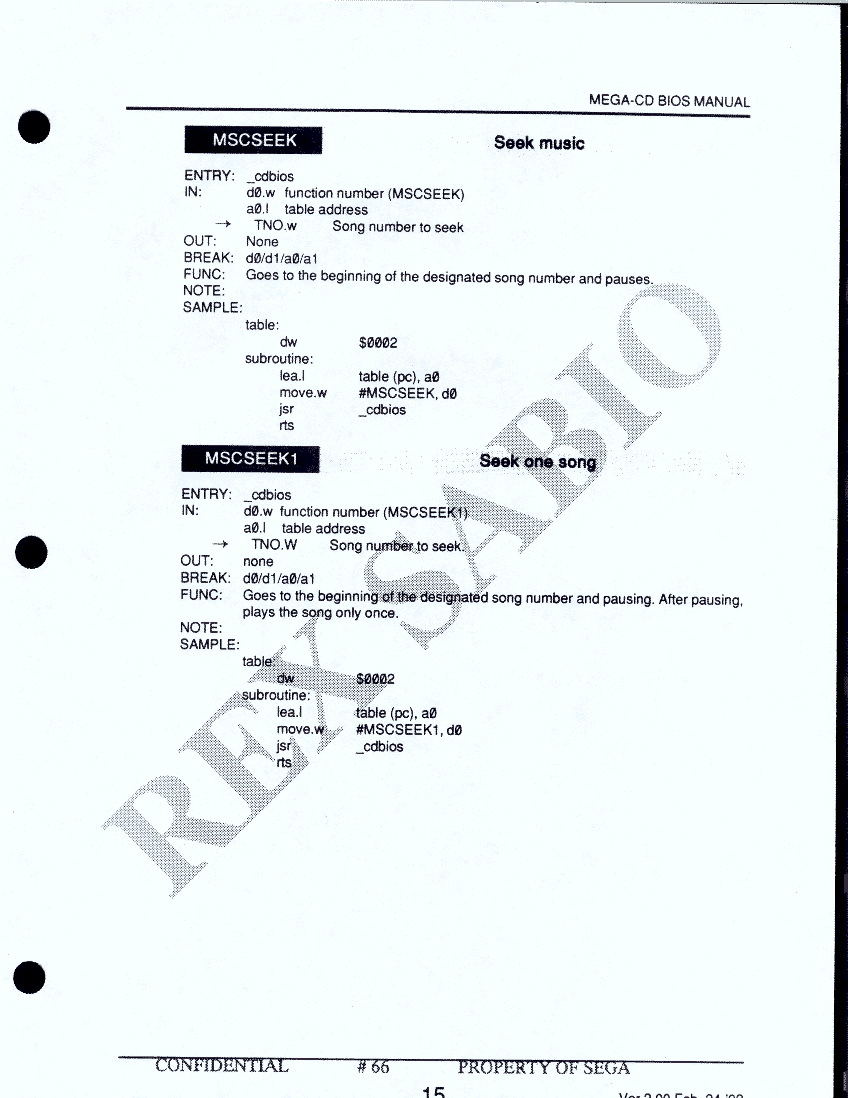 MEGA-CD BIOS MANUAL
MSCSEEK Seek music
ENTRY: _cdbios
IN: dØ.w function number (MSCSEEK)
aØ.l table address
→ TNO.w Song number to seek
OUT: None
BREAK: dØ/d1/aØ/a1
FUNC: Goes to the beginning of the designated song number and pauses.
NOTE:
SAMPLE:
table:
dw $ØØØ2
subroutine:
lea.l table (pc), aØ
move.w #MSCSEEK, dØ
jsr _cdbios
rts
MSCSEEK1 Seek one song
ENTRY: _cdbios
IN: dØ.w function number (MSCSEEK1)
aØ.l table address
→ TNO.W Song number to seek.
OUT: none
BREAK: dØ/d1/aØ/a1
FUNC: Goes to the beginning of the designated song number and pausing. After pausing,
plays the song only once.
NOTE:
SAMPLE:
table:
dw $ØØØ2
subroutine:
lea.l table (pc), aØ
move.w #MSCSEEK1, dØ
jsr _cdbios
rts
REX SABIO
CONFIDENTIAL # 66 PROPERTY OF SEGA
15